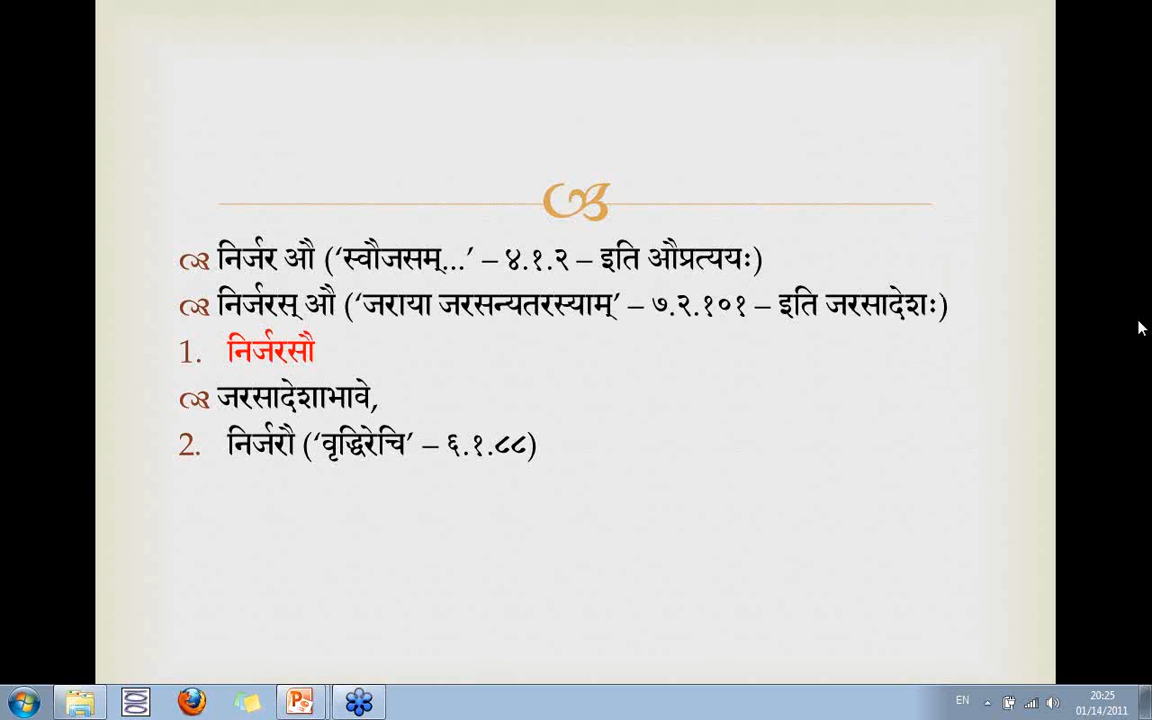 निर्जर औ (‘स्वौजसम्...’ – ४.१.२ – इति औप्रत्ययः)
निर्जरस् औ (‘जराया जरसन्यतरस्याम्’ – ७.२.१०१ – इति जरसादेशः)
1. निर्जरसौ
जरसादेशाभावे,
2. निर्जरौ (‘वृद्धिरेचि’ – ६.१.८८)
EN
20:25
01/14/2011